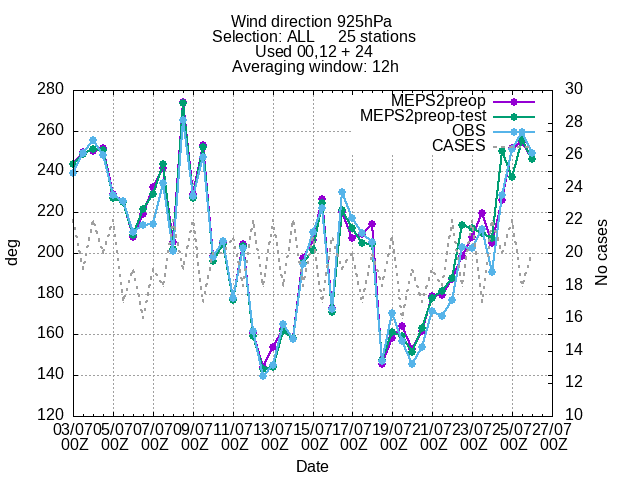 Wind direction 925hPa
Selection: ALL 25 stations
Used 00,12 + 24
Averaging window: 12h
MEPS2preop
MEPS2preop-test
OBS
CASES
280
260
240
220
200
180
160
140
120
deg
30
28
26
24
22
20
18
16
14
12
10
No cases
03/07 05/07 07/07 09/07 11/07 13/07 15/07 17/07 19/07 21/07 23/07 25/07 27/07
00Z 00Z 00Z 00Z 00Z 00Z 00Z 00Z 00Z 00Z 00Z 00Z 00Z
Date